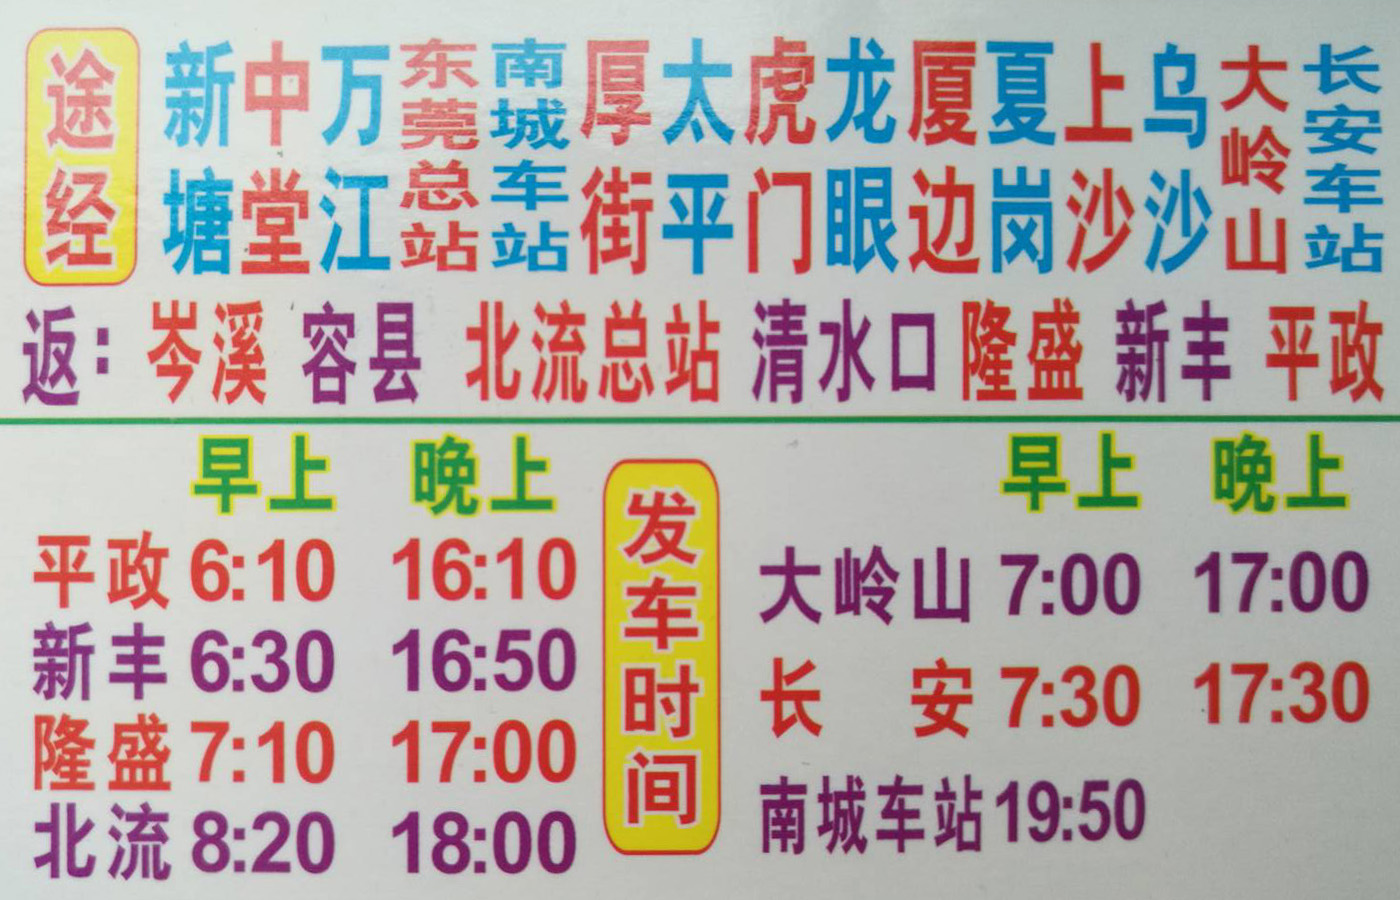 途经 新塘 中堂 万江 东莞总站 南城车站 厚街 太平 虎门 龙眼 厦边 夏岗 上沙 乌沙 大岭山 长安车站
返: 岑溪 容县 北流总站 清水口 隆盛 新丰 平政
早上 晚上
平政 6:10 16:10
新丰 6:30 16:50
隆盛 7:10 17:00
北流 8:20 18:00
发车时间
早上 晚上
大岭山 7:00 17:00
长安 7:30 17:30
南城车站 19:50